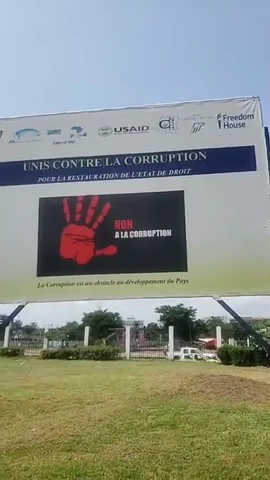 USAID
Freedom
House
UNIS CONTRE LA CORRUPTION
POUR LA RESTAURATION DE L'ETAT DE DROIT
NON
A LA CORRUPTION
La Corruption est un obstacle au développement du Pays